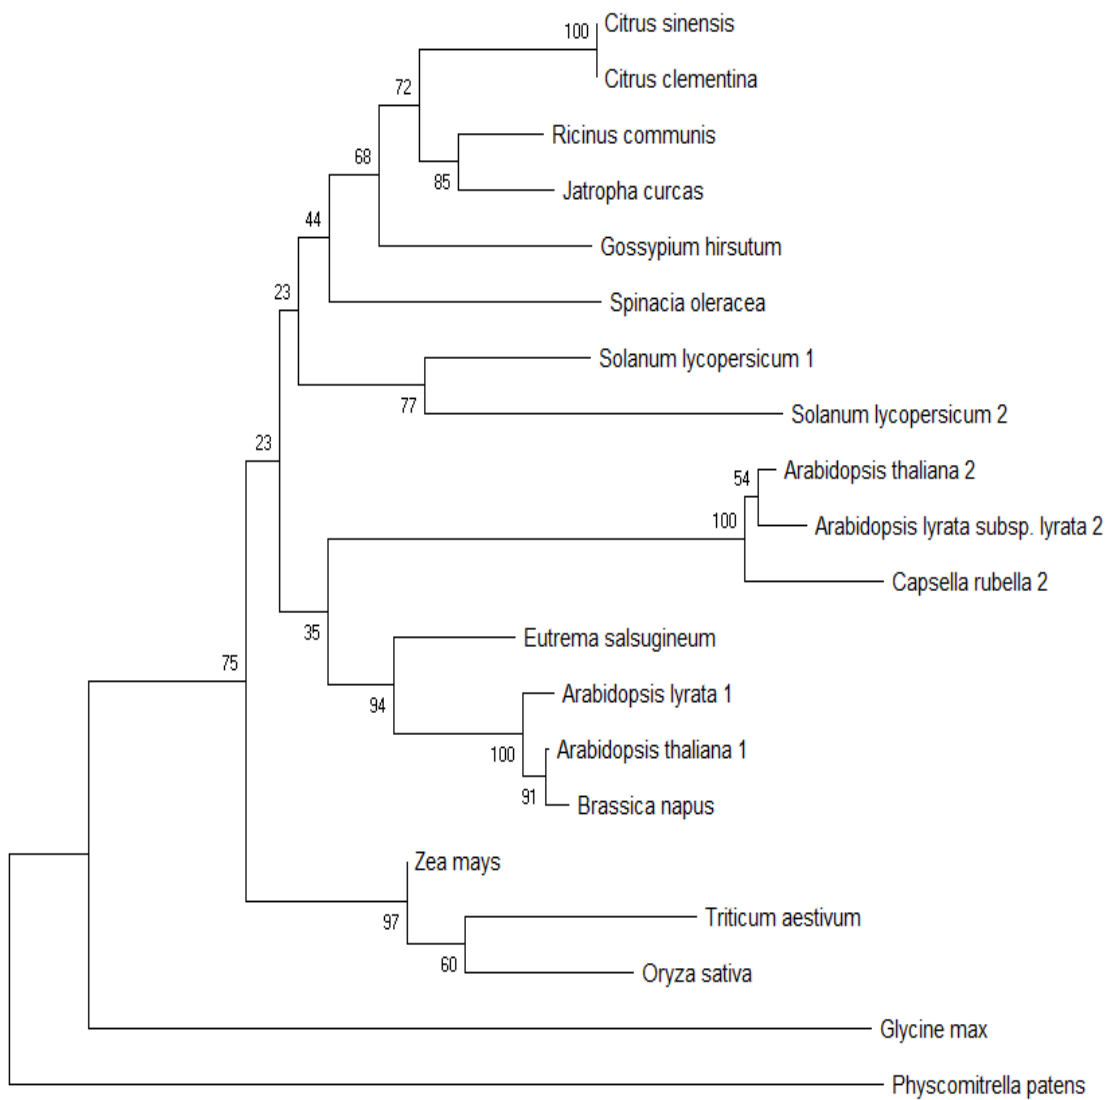 Citrus sinensis
100
Citrus clementina
72
Ricinus communis
68
85
Jatropha curcas
44
Gossypium hirsutum
23
Spinacia oleracea
Solanum lycopersicum 1
77
Solanum lycopersicum 2
23
Arabidopsis thaliana 2
54
100
Arabidopsis lyrata subsp. lyrata 2
Capsella rubella 2
35
Eutrema salsugineum
75
Arabidopsis lyrata 1
94
100
Arabidopsis thaliana 1
91
Brassica napus
Zea mays
97
Triticum aestivum
60
Oryza sativa
Glycine max
Physcomitrella patens